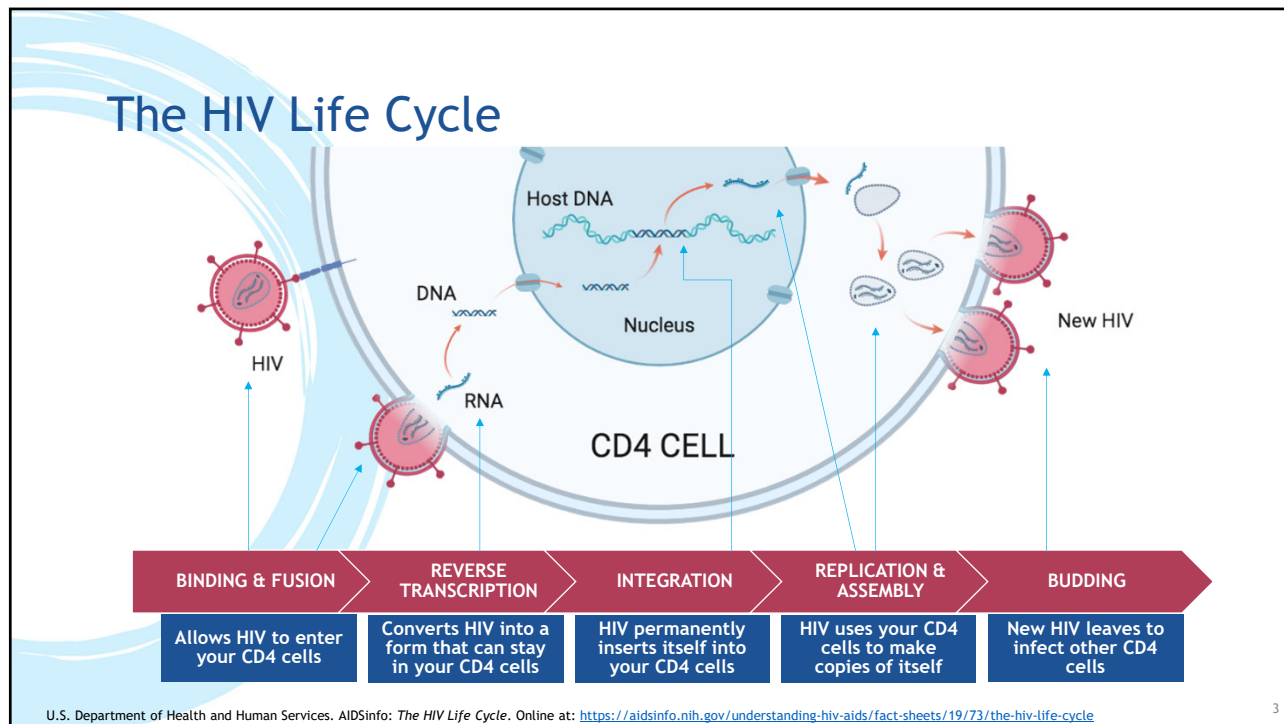 The HIV Life Cycle
Host DNA
DNA
Nucleus
New HIV
HIV
RNA
CD4 CELL
BINDING & FUSION
REVERSE
TRANSCRIPTION
INTEGRATION
REPLICATION &
ASSEMBLY
BUDDING
Allows HIV to enter
your CD4 cells
Converts HIV into a
form that can stay
in your CD4 cells
HIV permanently
inserts itself into
your CD4 cells
HIV uses your CD4
cells to make
copies of itself
New HIV leaves to
infect other CD4
cells
U.S. Department of Health and Human Services. AIDSinfo: The HIV Life Cycle. Online at: https://aidsinfo.nih.gov/understanding-hiv-aids/fact-sheets/19/73/the-hiv-life-cycle
3